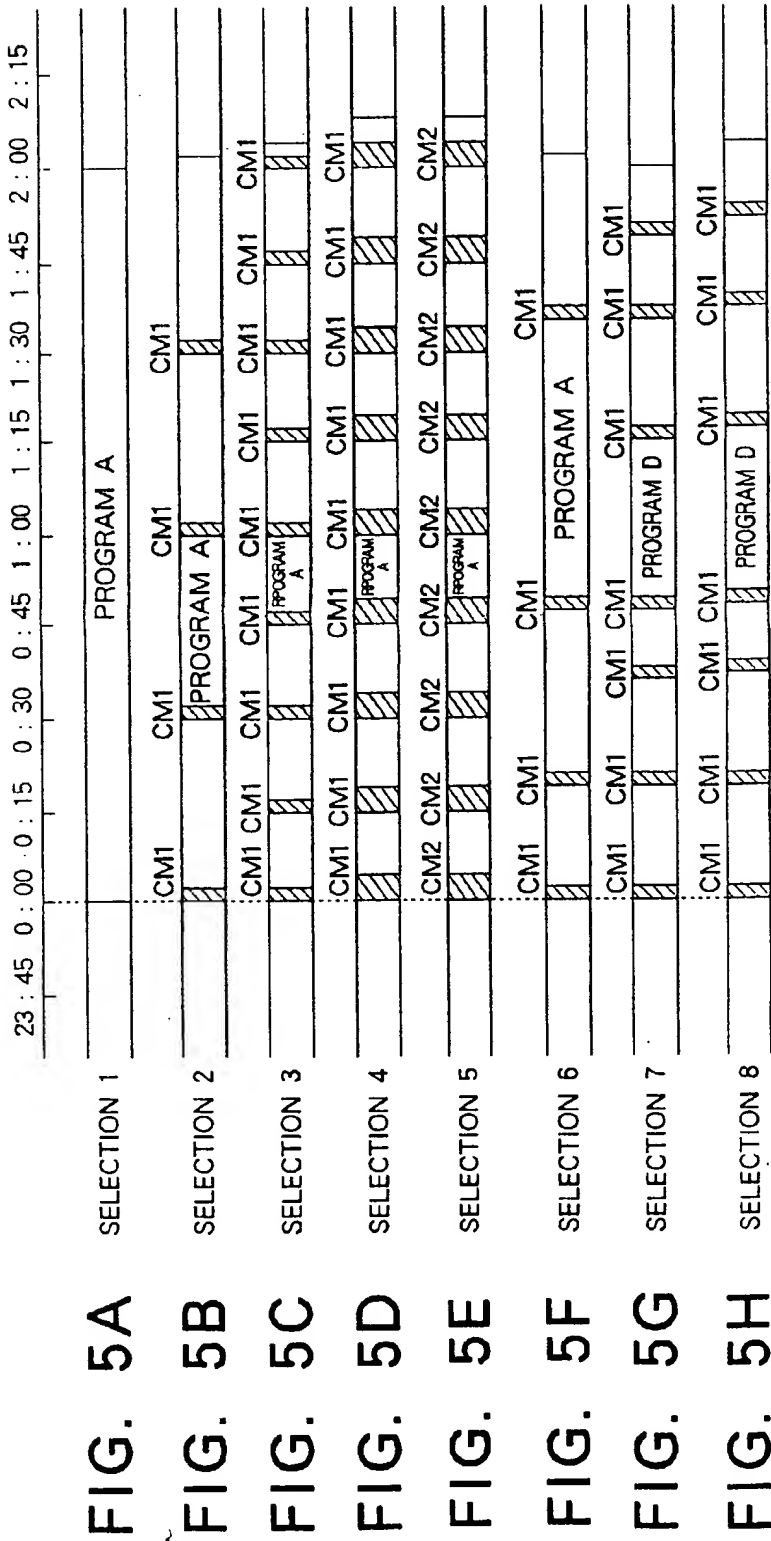 23:45 0:00 0:15 0:30 0:45 1:00 1:15 1:30 1:45 2:00 2:15
FIG. 5A SELECTION 1 PROGRAM A
CM1 CM1 CM1 CM1
FIG. 5B SELECTION 2 PROGRAM A
CM1 CM1 CM1 CM1 CM1 CM1 CM1 CM1 CM1
FIG. 5C SELECTION 3 RPOGRAM
A
CM1 CM1 CM1 CM1 CM1 CM1 CM1 CM1 CM1
FIG. 5D SELECTION 4 RPOGRAM
A
CM2 CM2 CM2 CM2 CM2 CM2 CM2 CM2 CM2
FIG. 5E SELECTION 5 RPOGRAM
A
CM1 CM1 CM1 CM1
FIG. 5F SELECTION 6 PROGRAM A
CM1 CM1 CM1 CM1 CM1 CM1 CM1
FIG. 5G SELECTION 7 PROGRAM D
CM1 CM1 CM1 CM1 CM1 CM1 CM1
FIG. 5H SELECTION 8 PROGRAM D